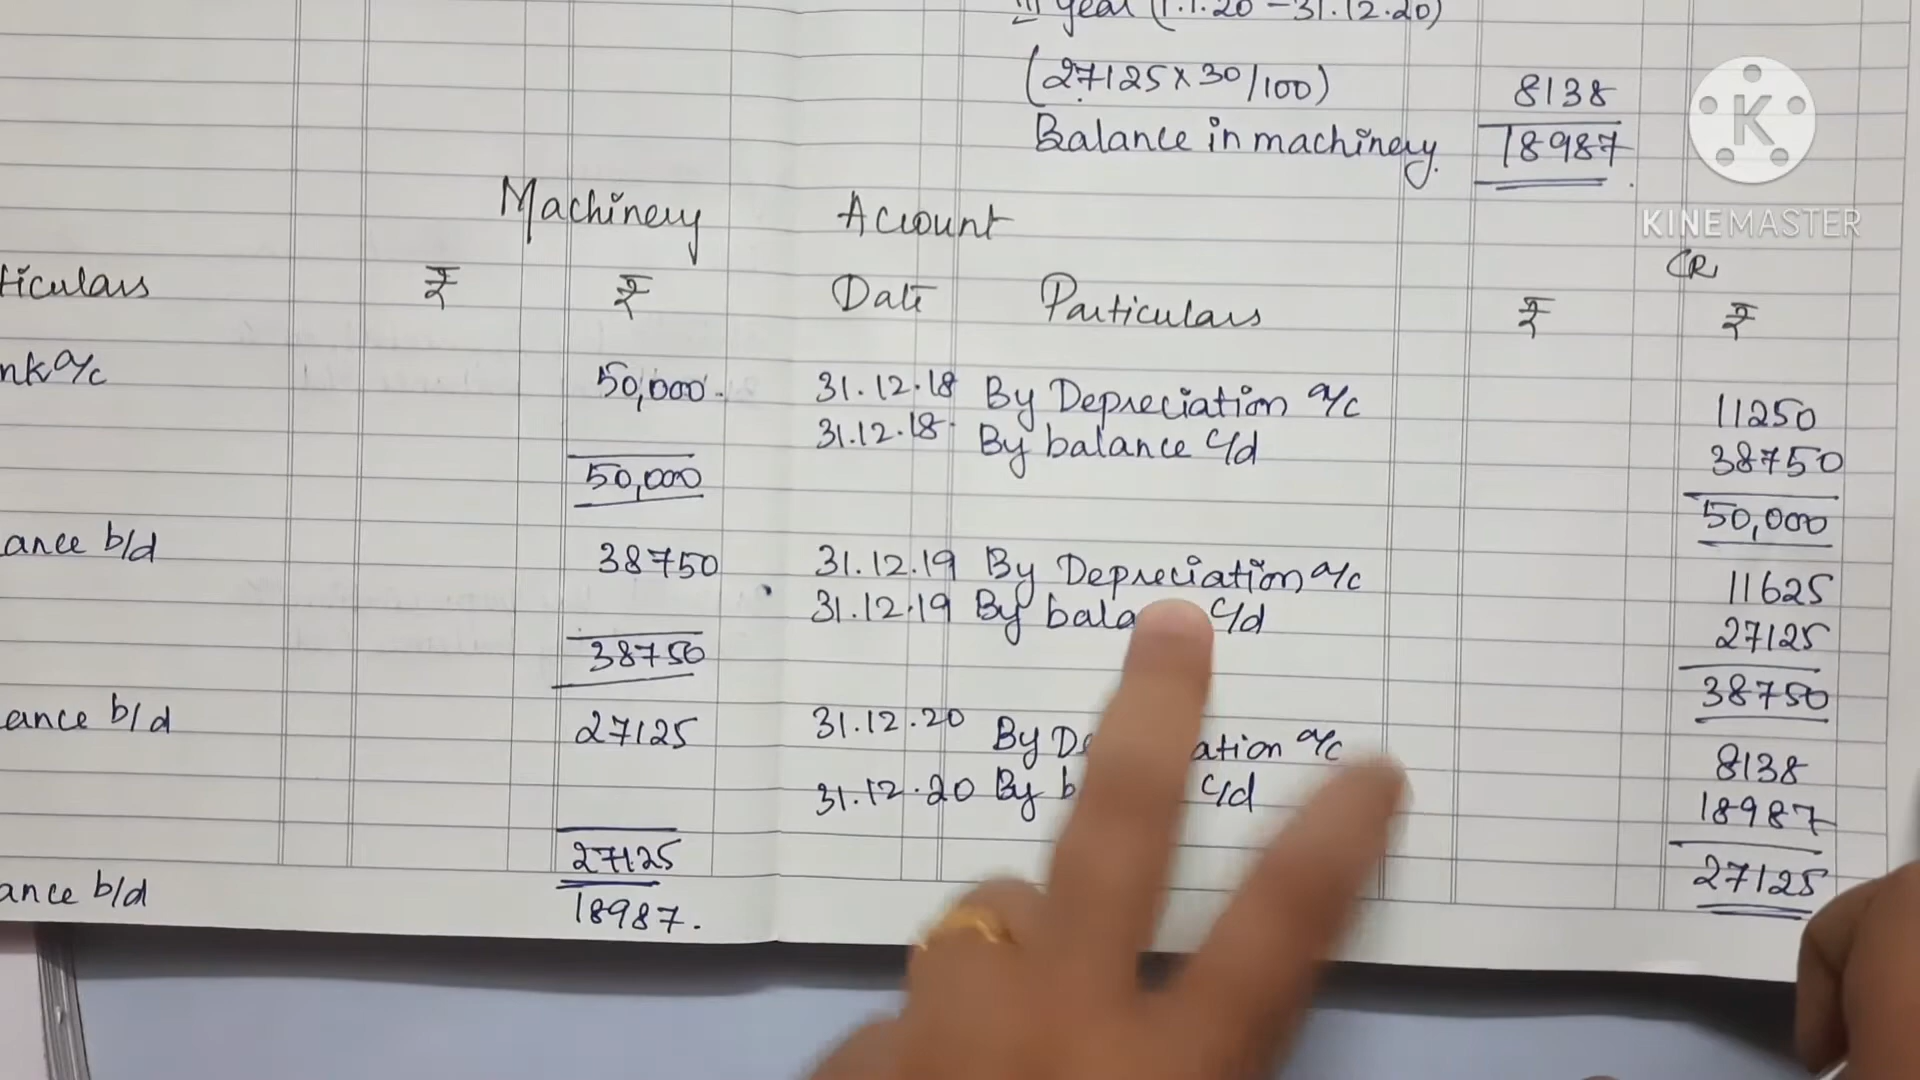 III year (1.1.20 - 31.12.20)
(27125 × 30/100) 8138
Balance in machinery. 18987.
K
KINEMASTER
Machinery Account
CR
ticulars ₹ ₹ Date Particulars ₹ ₹
nk a/c 50,000. 31.12.18 By Depreciation a/c 11250
31.12.18 By balance c/d 38750
50,000 50,000
ance b/d 38750 31.12.19 By Depreciation a/c 11625
31.12.19 By bala c/d 27125
38750 38750
ance b/d 27125 31.12.20 By De ation a/c 8138
31.12.20 By b c/d 18987
27125 27125
ance b/d 18987.